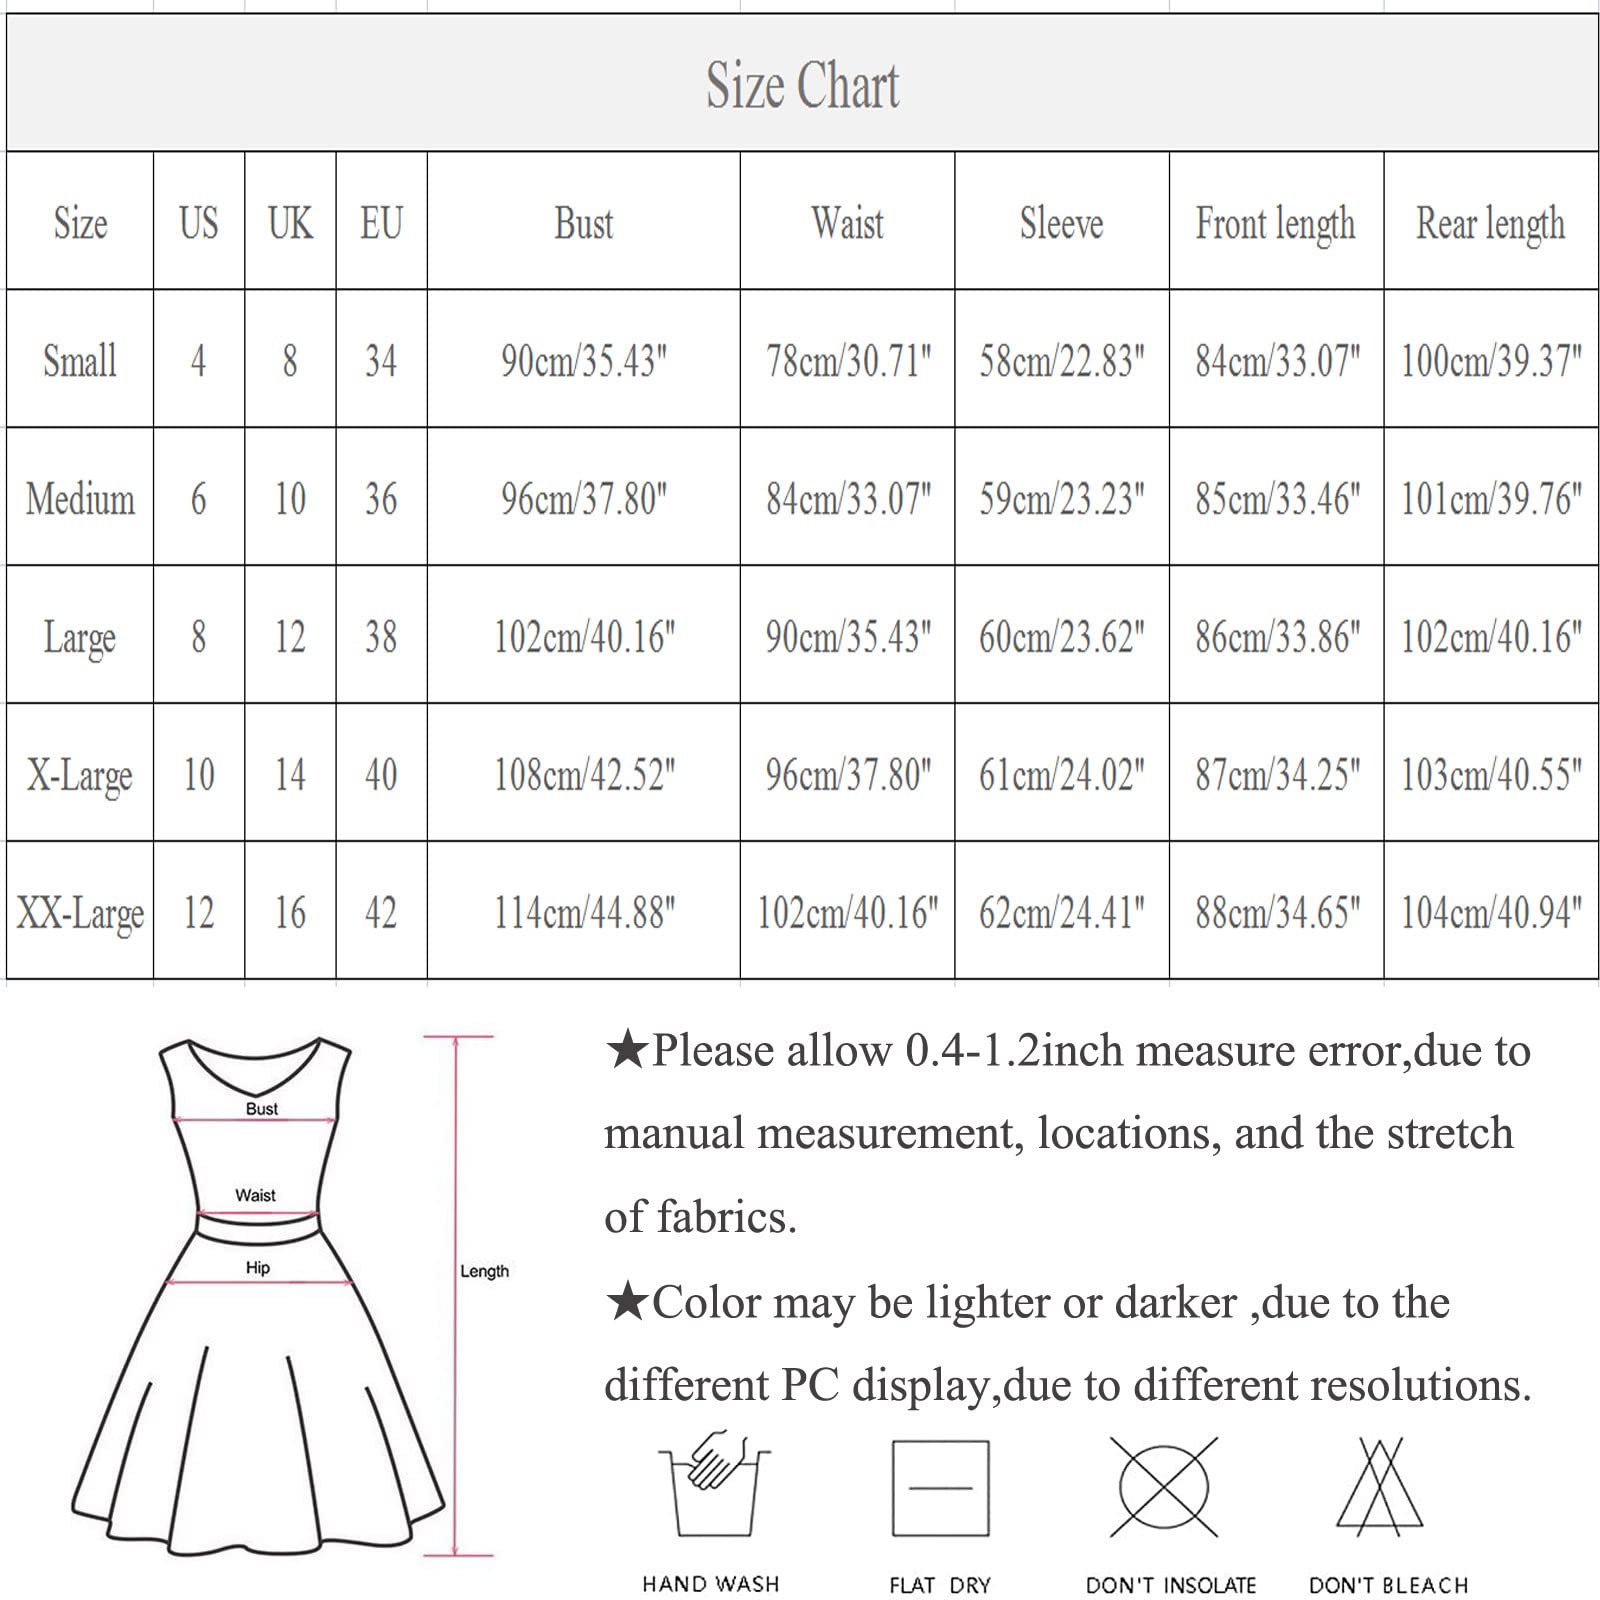 Size Chart
Size US UK EU Bust Waist Sleeve Front length Rear length
Small 4 8 34 90cm/35.43" 78cm/30.71" 58cm/22.83" 84cm/33.07" 100cm/39.37"
Medium 6 10 36 96cm/37.80" 84cm/33.07" 59cm/23.23" 85cm/33.46" 101cm/39.76"
Large 8 12 38 102cm/40.16" 90cm/35.43" 60cm/23.62" 86cm/33.86" 102cm/40.16"
X-Large 10 14 40 108cm/42.52" 96cm/37.80" 61cm/24.02" 87cm/34.25" 103cm/40.55"
XX-Large 12 16 42 114cm/44.88" 102cm/40.16" 62cm/24.41" 88cm/34.65" 104cm/40.94"
Bust
Waist
Hip
Length
★Please allow 0.4-1.2inch measure error,due to
manual measurement, locations, and the stretch
of fabrics.
★Color may be lighter or darker ,due to the
different PC display,due to different resolutions.
HAND WASH FLAT DRY DON'T INSOLATE DON'T BLEACH